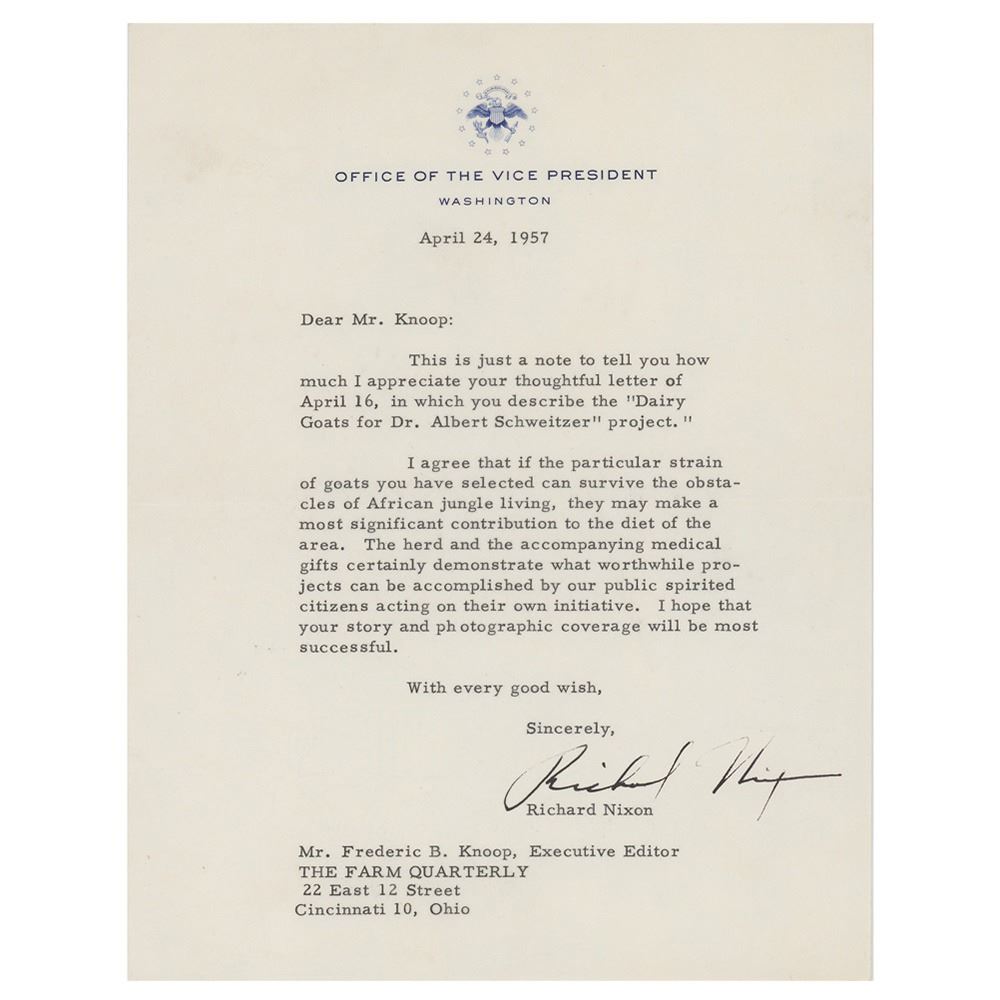 OFFICE OF THE VICE PRESIDENT
WASHINGTON
April 24, 1957
Dear Mr. Knoop:
This is just a note to tell you how
much I appreciate your thoughtful letter of
April 16, in which you describe the "Dairy
Goats for Dr. Albert Schweitzer" project. "
I agree that if the particular strain
of goats you have selected can survive the obsta-
cles of African jungle living, they may make a
most significant contribution to the diet of the
area. The herd and the accompanying medical
gifts certainly demonstrate what worthwhile pro-
jects can be accomplished by our public spirited
citizens acting on their own initiative. I hope that
your story and photographic coverage will be most
successful.
With every good wish,
Sincerely,
Richard Nixon
Richard Nixon
Mr. Frederic B. Knoop, Executive Editor
THE FARM QUARTERLY
22 East 12 Street
Cincinnati 10, Ohio